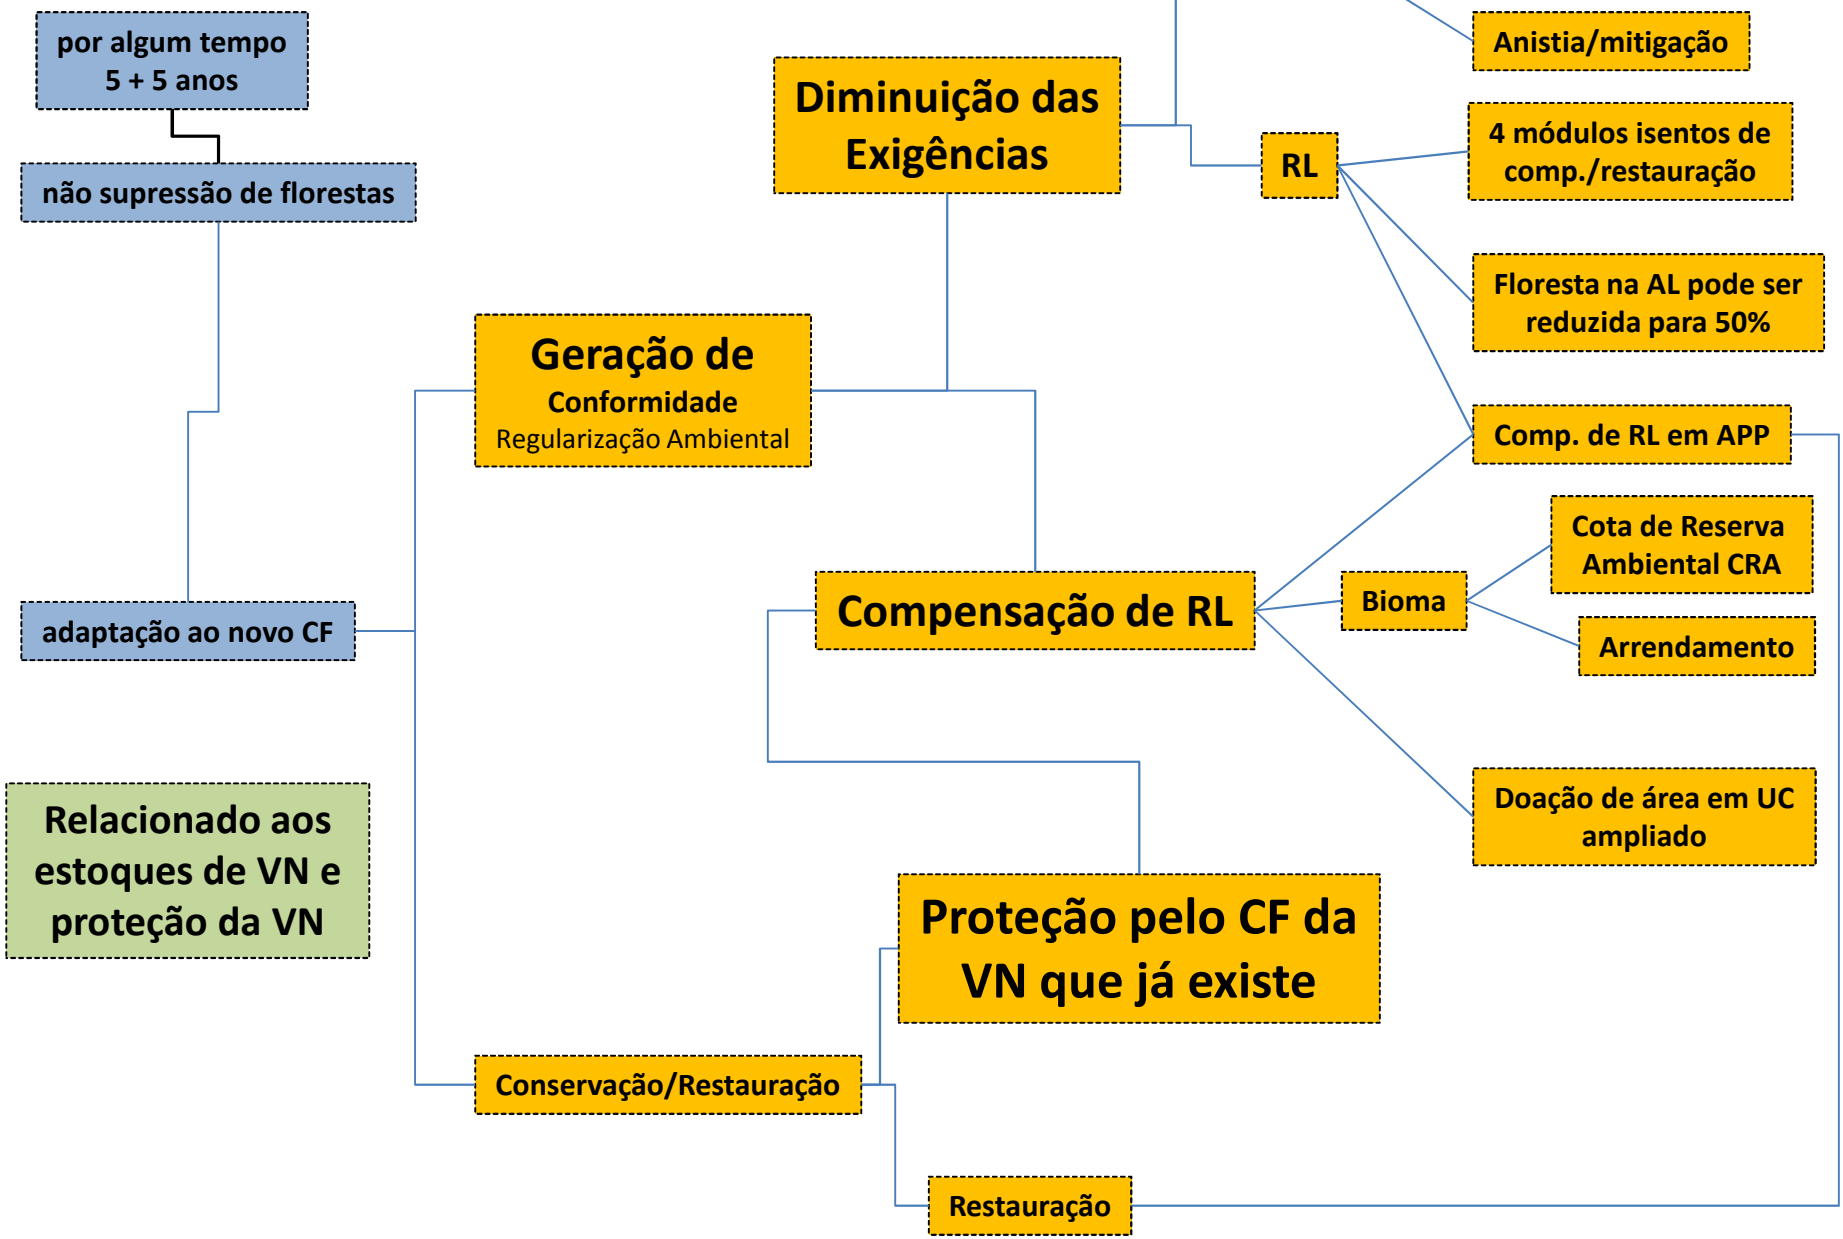 por algum tempo
5 + 5 anos
não supressão de florestas
adaptação ao novo CF
Relacionado aos
estoques de VN e
proteção da VN
Geração de
Conformidade
Regularização Ambiental
Conservação/Restauração
Diminuição das
Exigências
Compensação de RL
Proteção pelo CF da
VN que já existe
Restauração
RL
Bioma
Anistia/mitigação
4 módulos isentos de
comp./restauração
Floresta na AL pode ser
reduzida para 50%
Comp. de RL em APP
Cota de Reserva
Ambiental CRA
Arrendamento
Doação de área em UC
ampliado